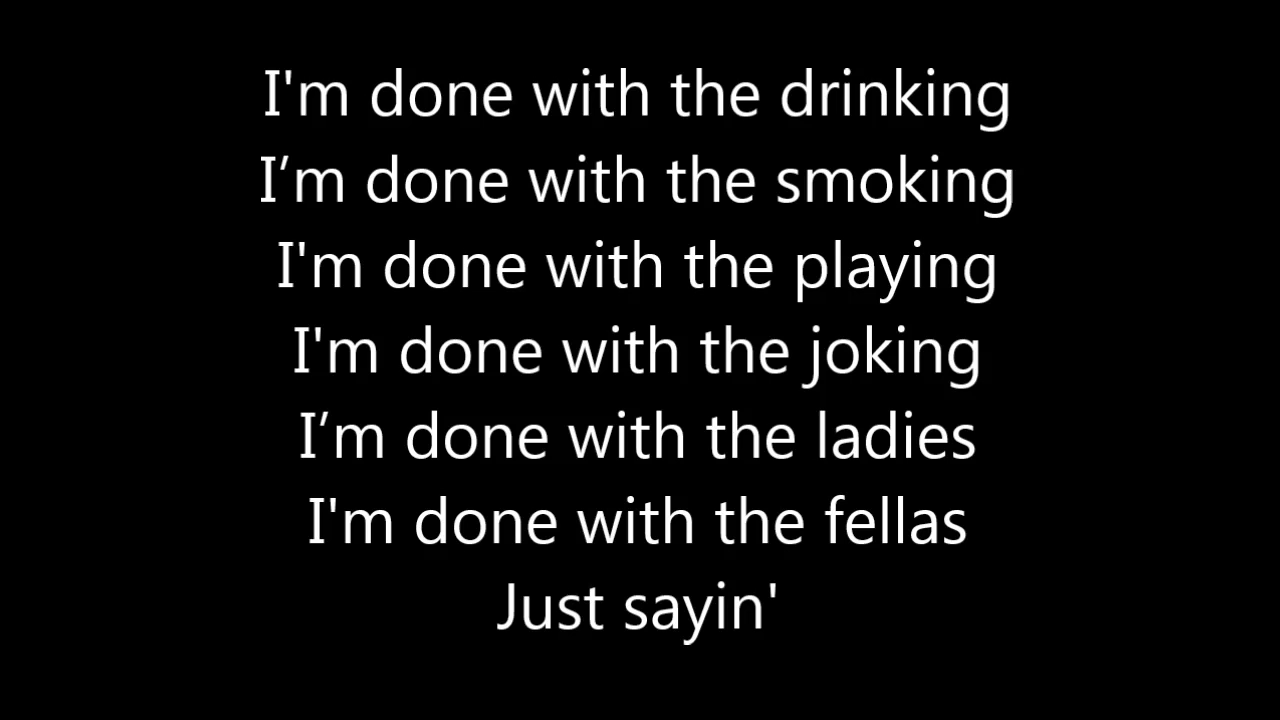 I'm done with the drinking
I’m done with the smoking
I'm done with the playing
I'm done with the joking
I’m done with the ladies
I'm done with the fellas
Just sayin'